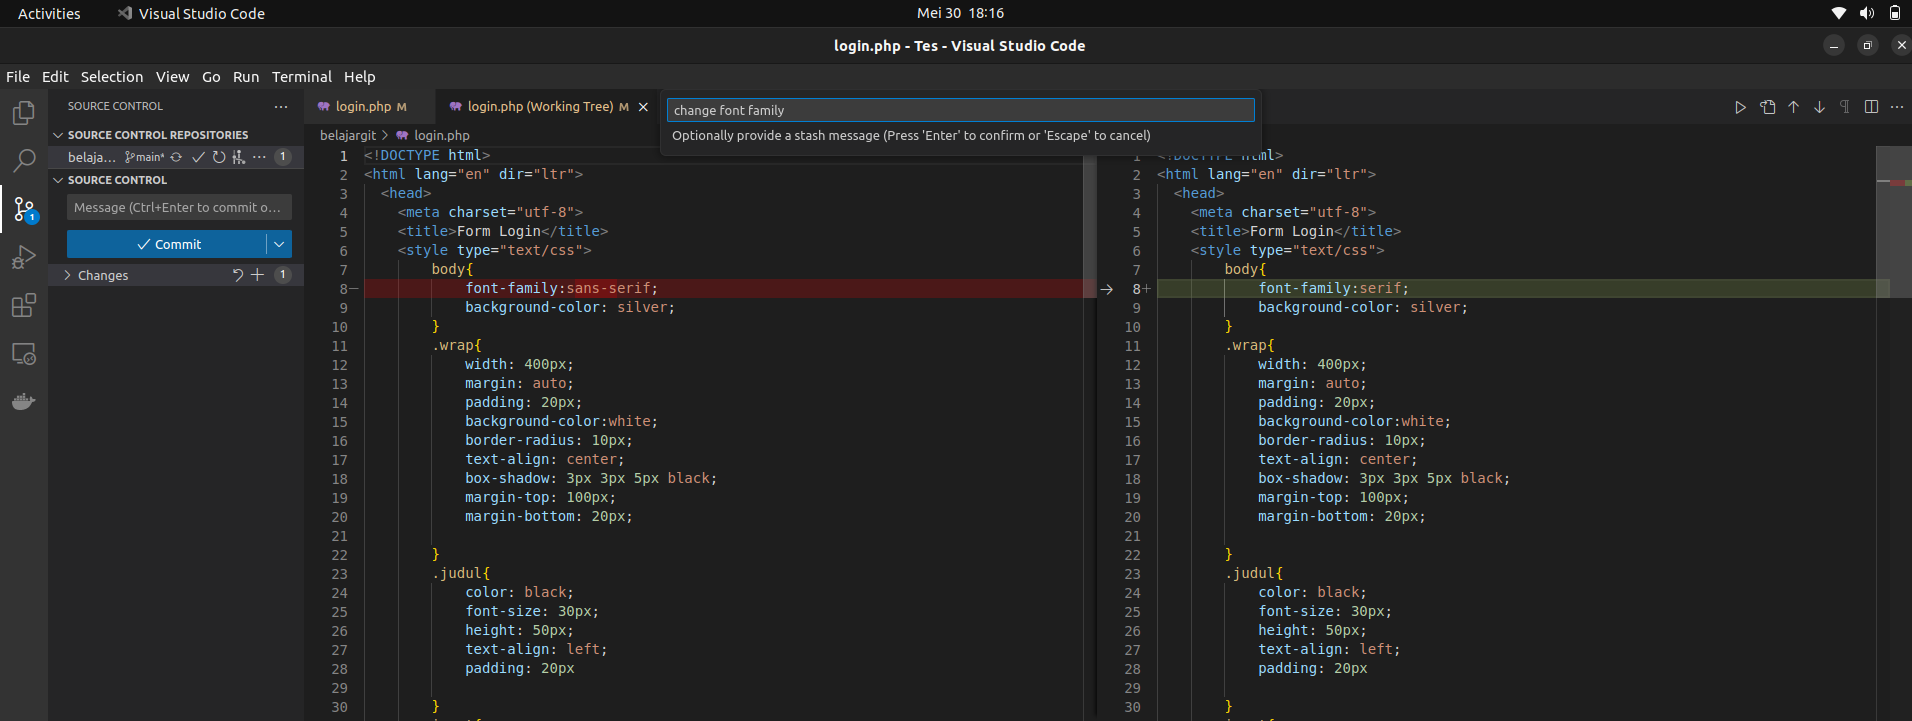 Activities
Visual Studio Code
Mei 30 18:16
login.php - Tes - Visual Studio Code
File Edit Selection View Go Run Terminal Help
SOURCE CONTROL
SOURCE CONTROL REPOSITORIES
belaja... main* 1
SOURCE CONTROL
Message (Ctrl+Enter to commit o...
Commit
Changes 1
1
login.php M
login.php (Working Tree) M
change font family
Optionally provide a stash message (Press 'Enter' to confirm or 'Escape' to cancel)
belajargit > login.php
1 <!DOCTYPE html>
2 <html lang="en" dir="ltr">
3 <head>
4 <meta charset="utf-8">
5 <title>Form Login</title>
6 <style type="text/css">
7 body{
8− font-family:sans-serif;
9 background-color: silver;
10 }
11 .wrap{
12 width: 400px;
13 margin: auto;
14 padding: 20px;
15 background-color:white;
16 border-radius: 10px;
17 text-align: center;
18 box-shadow: 3px 3px 5px black;
19 margin-top: 100px;
20 margin-bottom: 20px;
21
22 }
23 .judul{
24 color: black;
25 font-size: 30px;
26 height: 50px;
27 text-align: left;
28 padding: 20px
29
30 }
1 <!DOCTYPE html>
2 <html lang="en" dir="ltr">
3 <head>
4 <meta charset="utf-8">
5 <title>Form Login</title>
6 <style type="text/css">
7 body{
8+ font-family:serif;
9 background-color: silver;
10 }
11 .wrap{
12 width: 400px;
13 margin: auto;
14 padding: 20px;
15 background-color:white;
16 border-radius: 10px;
17 text-align: center;
18 box-shadow: 3px 3px 5px black;
19 margin-top: 100px;
20 margin-bottom: 20px;
21
22 }
23 .judul{
24 color: black;
25 font-size: 30px;
26 height: 50px;
27 text-align: left;
28 padding: 20px
29
30 }